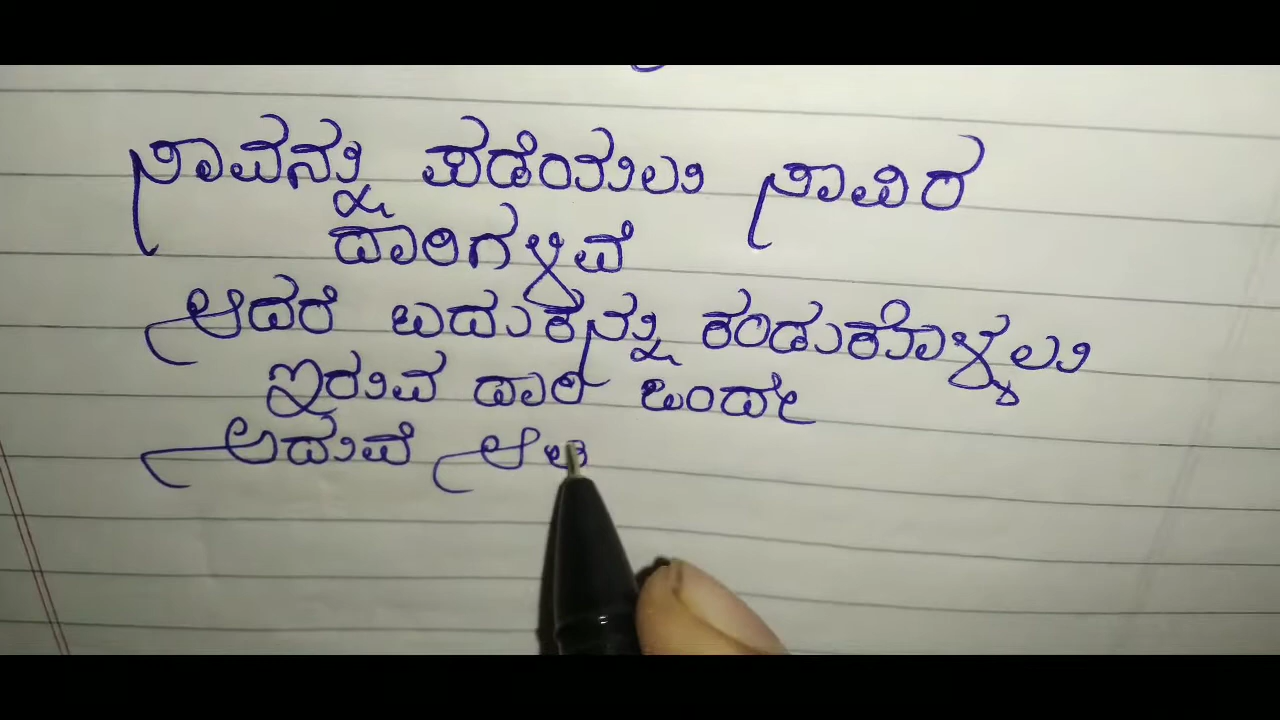 ಸಾವನ್ನು ಪಡೆಯಲು ಸಾವಿರ
ದಾರಿಗಳಿವೆ
ಆದರೆ ಬದುಕನ್ನು ಕಂಡುಕೊಳ್ಳಲು
ಇರುವ ದಾರಿ ಒಂದೇ
ಅದುವೆ